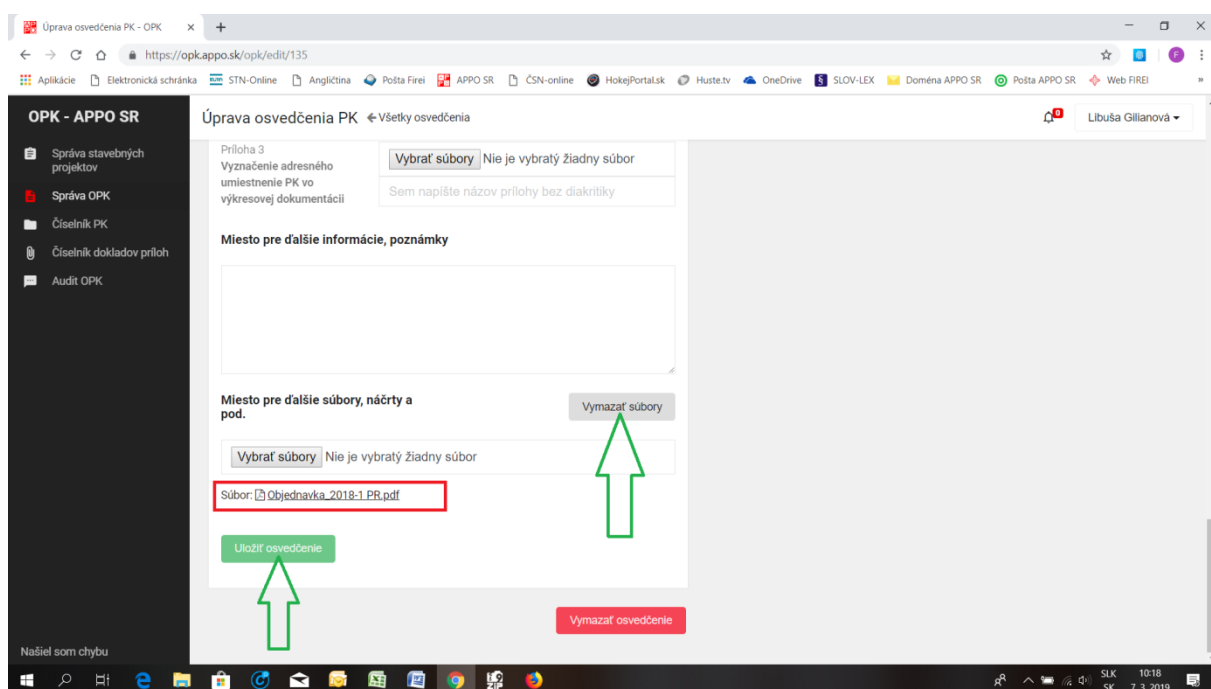 Úprava osvedčenia PK - OPK
https://opk.appo.sk/opk/edit/135
Aplikácie Elektronická schránka STN-Online Angličtina Pošta Firei APPO SR ČSN-online HokejPortal.sk Huste.tv OneDrive SLOV-LEX Doména APPO SR Pošta APPO SR Web FIREI »
OPK - APPO SR
Úprava osvedčenia PK Všetky osvedčenia
0
Libuša Gilianová
Správa stavebných
projektov
Správa OPK
Číselník PK
Číselník dokladov príloh
Audit OPK
Príloha 3
Vyznačenie adresného
umiestnenie PK vo
výkresovej dokumentácii
Vybrať súbory Nie je vybratý žiadny súbor
Sem napíšte názov prílohy bez diakritiky
Miesto pre ďalšie informácie, poznámky
Miesto pre ďalšie súbory, náčrty a
pod.
Vymazať súbory
Vybrať súbory Nie je vybratý žiadny súbor
Súbor: Objednavka_2018-1 PR.pdf
Uložiť osvedčenie
Vymazať osvedčenie
Našiel som chybu
SLK
SK
10:18
7. 3. 2019